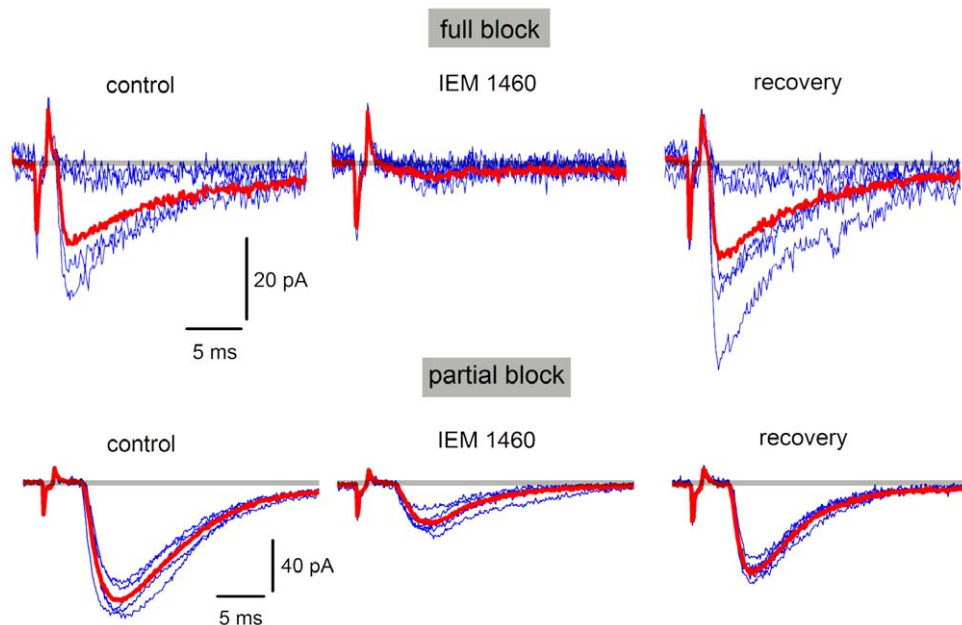 full block
control
IEM 1460
recovery
20 pA
5 ms
partial block
control
IEM 1460
recovery
40 pA
5 ms